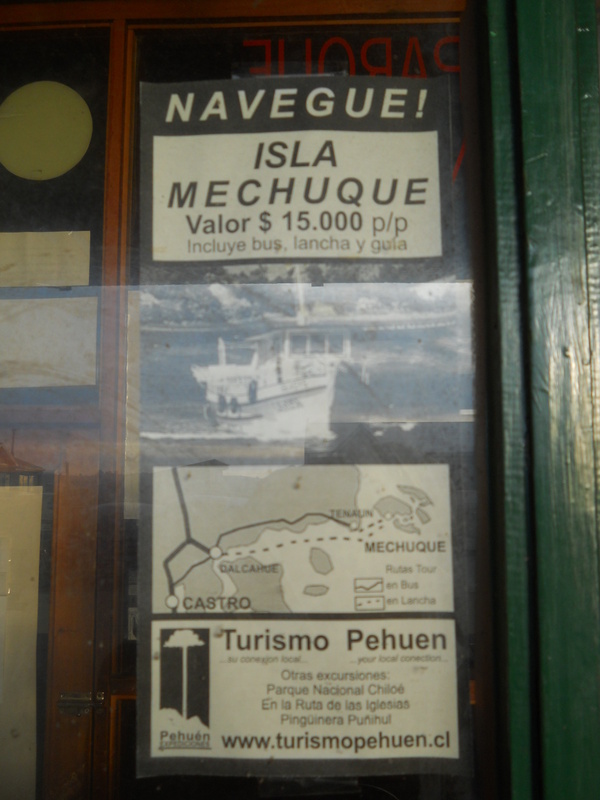 NAVEGUE!
ISLA
MECHUQUE
Valor $ 15.000 p/p
Incluye bus, lancha y guía
TENAUN
MECHUQUE
DALCAHUE
Rutas Tour
en Bus
en Lancha
CASTRO
Turismo Pehuen
...su conexion local... ...your local conection...
Otras excursiones:
Parque Nacional Chiloé
En la Ruta de las Iglesias
Pingüinera Puñihuil
Pehuén
EXPEDICIONES
www.turismopehuen.cl